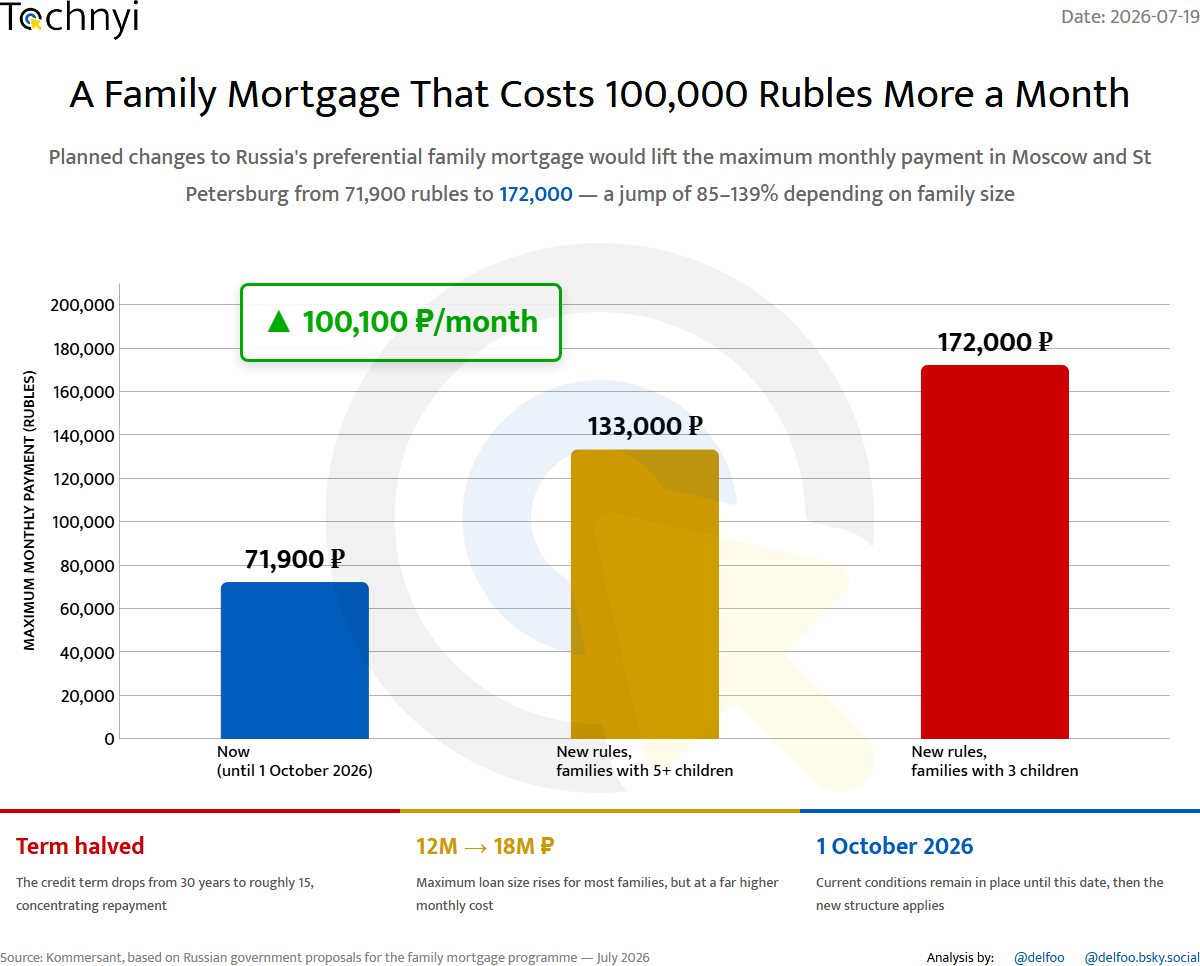 Tochnyi
Date: 2026-07-19
A Family Mortgage That Costs 100,000 Rubles More a Month
Planned changes to Russia's preferential family mortgage would lift the maximum monthly payment in Moscow and St
Petersburg from 71,900 rubles to 172,000 — a jump of 85–139% depending on family size
MAXIMUM MONTHLY PAYMENT (RUBLES)
200,000
180,000
160,000
140,000
120,000
100,000
80,000
60,000
40,000
20,000
0
▲ 100,100 ₽/month
71,900 ₽
133,000 ₽
172,000 ₽
Now
(until 1 October 2026)
New rules,
families with 5+ children
New rules,
families with 3 children
Term halved
The credit term drops from 30 years to roughly 15,
concentrating repayment
12M → 18M ₽
Maximum loan size rises for most families, but at a far higher
monthly cost
1 October 2026
Current conditions remain in place until this date, then the
new structure applies
Source: Kommersant, based on Russian government proposals for the family mortgage programme — July 2026
Analysis by: @delfoo @delfoo.bsky.social